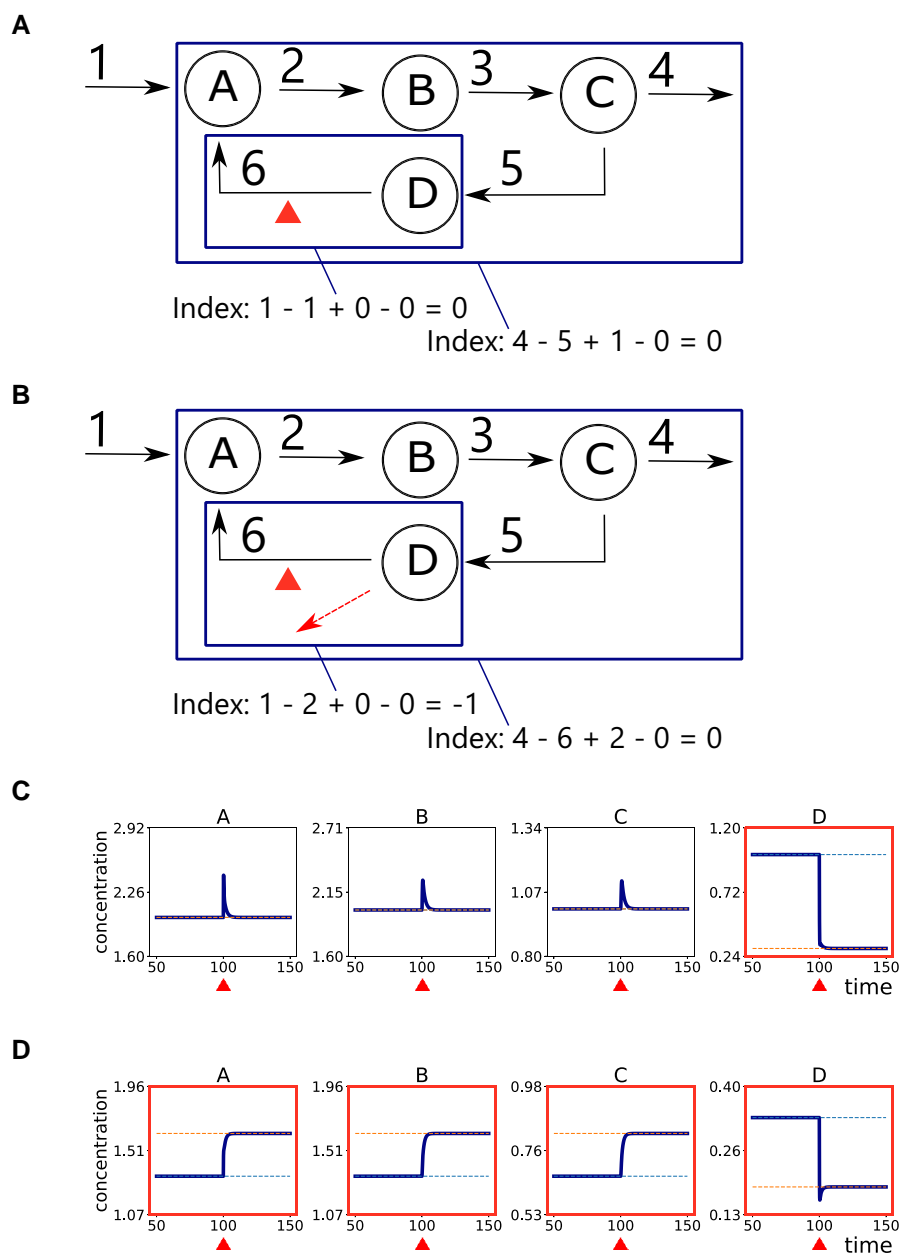 A
1 2 3 4
A B C
6 5
D
Index: 1 - 1 + 0 - 0 = 0
Index: 4 - 5 + 1 - 0 = 0
B
1 2 3 4
A B C
6 5
D
Index: 1 - 2 + 0 - 0 = -1
Index: 4 - 6 + 2 - 0 = 0
C
A B C D
concentration
2.92 2.71 1.34 1.20
2.26 2.15 1.07 0.72
1.60 1.60 0.80 0.24
50 100 150 50 100 150 50 100 150 50 100 150
time
D
A B C D
concentration
1.96 1.96 0.98 0.40
1.51 1.51 0.76 0.26
1.07 1.07 0.53 0.13
50 100 150 50 100 150 50 100 150 50 100 150
time